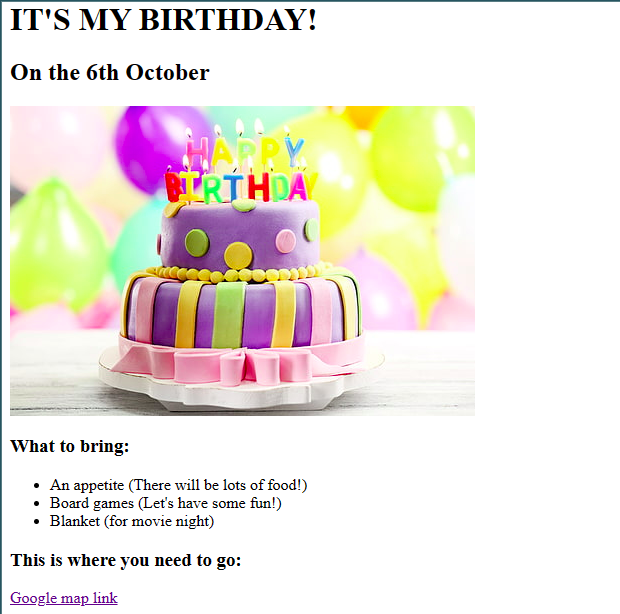 IT'S MY BIRTHDAY!
On the 6th October
HAPPY
BIRTHDAY
What to bring:
An appetite (There will be lots of food!)
Board games (Let's have some fun!)
Blanket (for movie night)
This is where you need to go:
Google map link